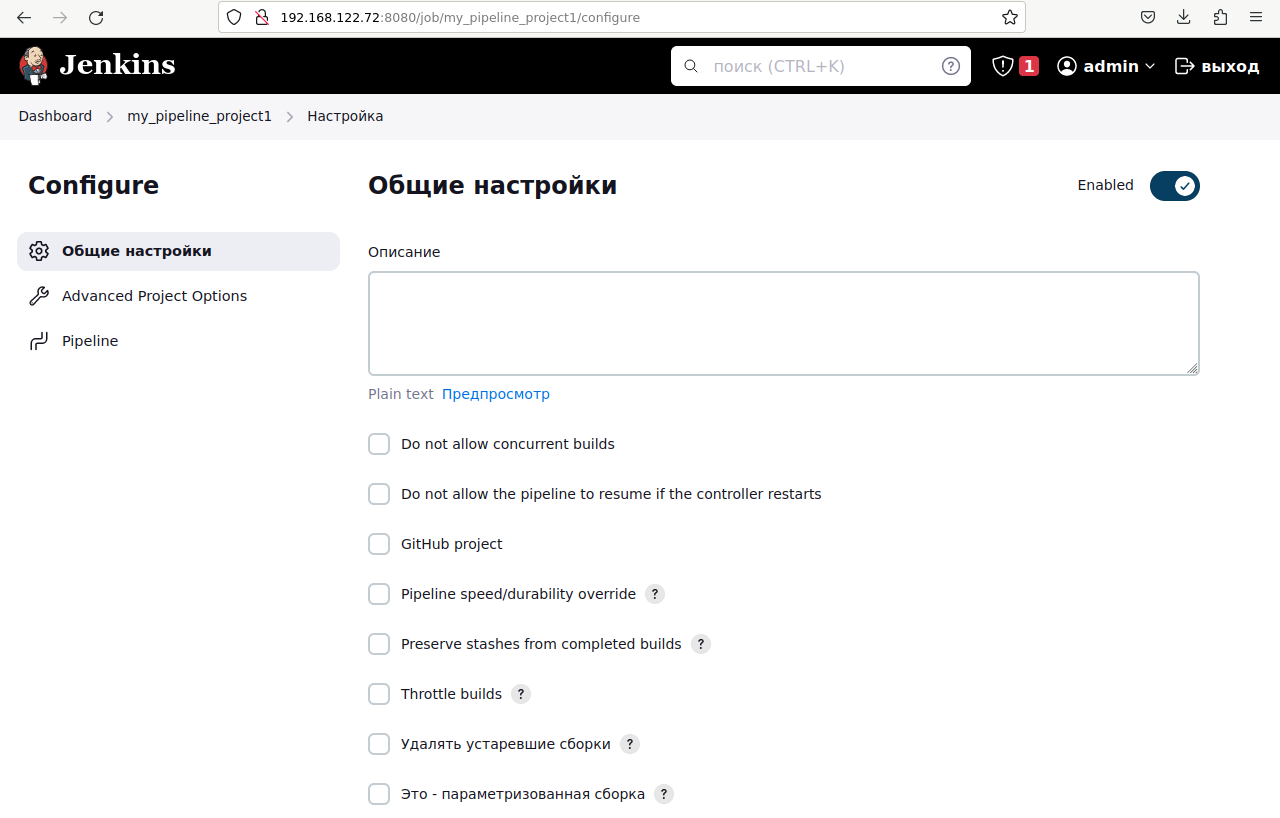 192.168.122.72:8080/job/my_pipeline_project1/configure
Jenkins
поиск (CTRL+K)
?
1
admin
выход
Dashboard
my_pipeline_project1
Настройка
Configure
Общие настройки
Advanced Project Options
Pipeline
Общие настройки
Enabled
Описание
Plain text Предпросмотр
Do not allow concurrent builds
Do not allow the pipeline to resume if the controller restarts
GitHub project
Pipeline speed/durability override ?
Preserve stashes from completed builds ?
Throttle builds ?
Удалять устаревшие сборки ?
Это - параметризованная сборка ?